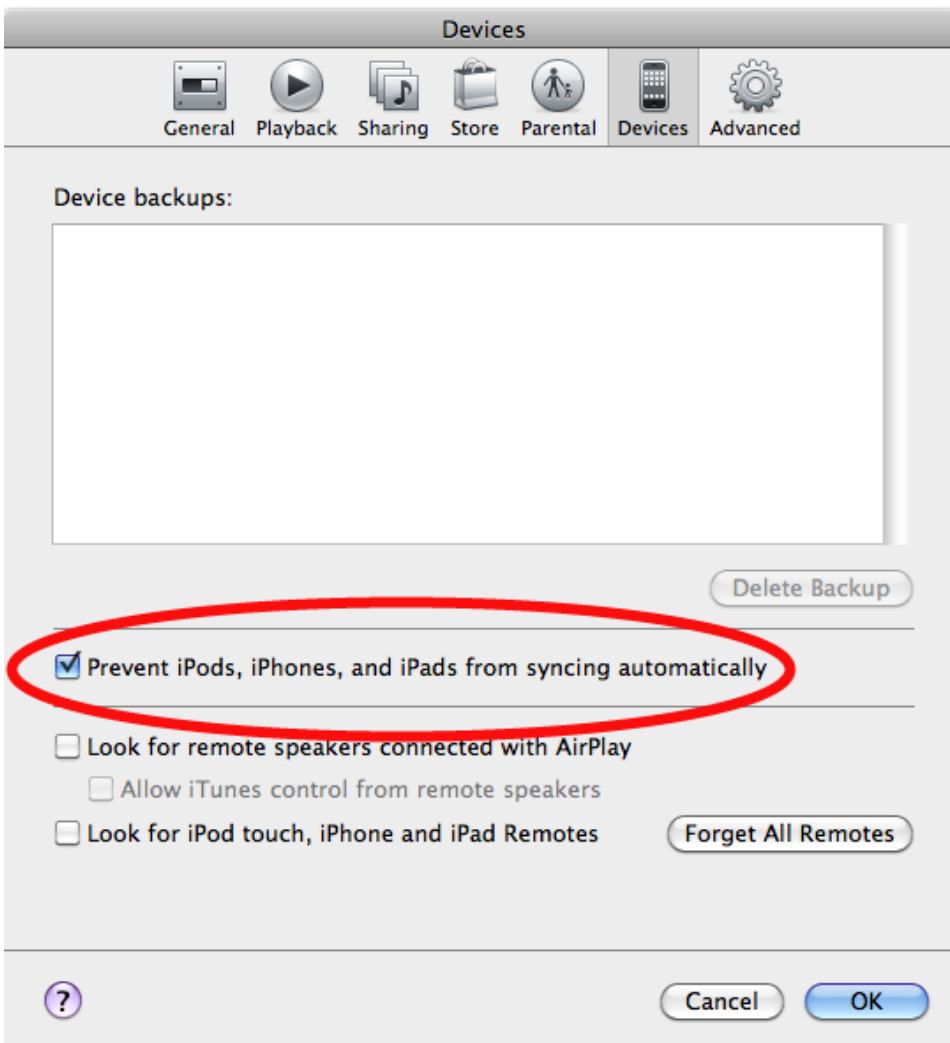 Devices
General Playback Sharing Store Parental Devices Advanced
Device backups:
Delete Backup
Prevent iPods, iPhones, and iPads from syncing automatically
Look for remote speakers connected with AirPlay
Allow iTunes control from remote speakers
Look for iPod touch, iPhone and iPad Remotes Forget All Remotes
? Cancel OK